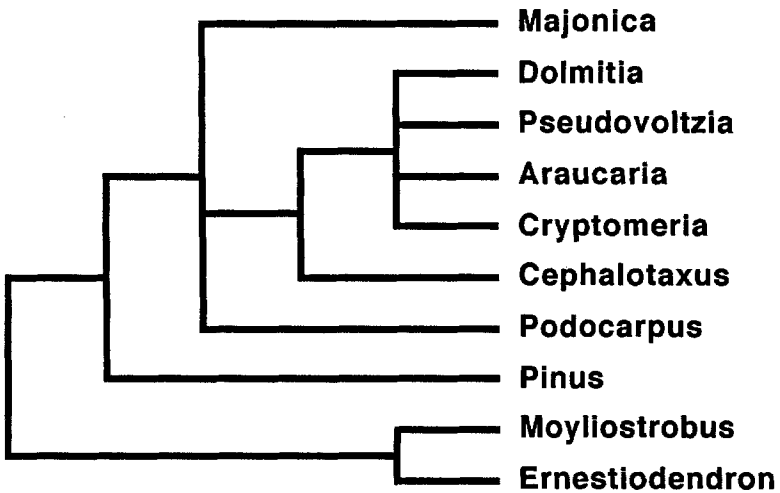 Majonica
Dolmitia
Pseudovoltzia
Araucaria
Cryptomeria
Cephalotaxus
Podocarpus
Pinus
Moyliostrobus
Ernestiodendron